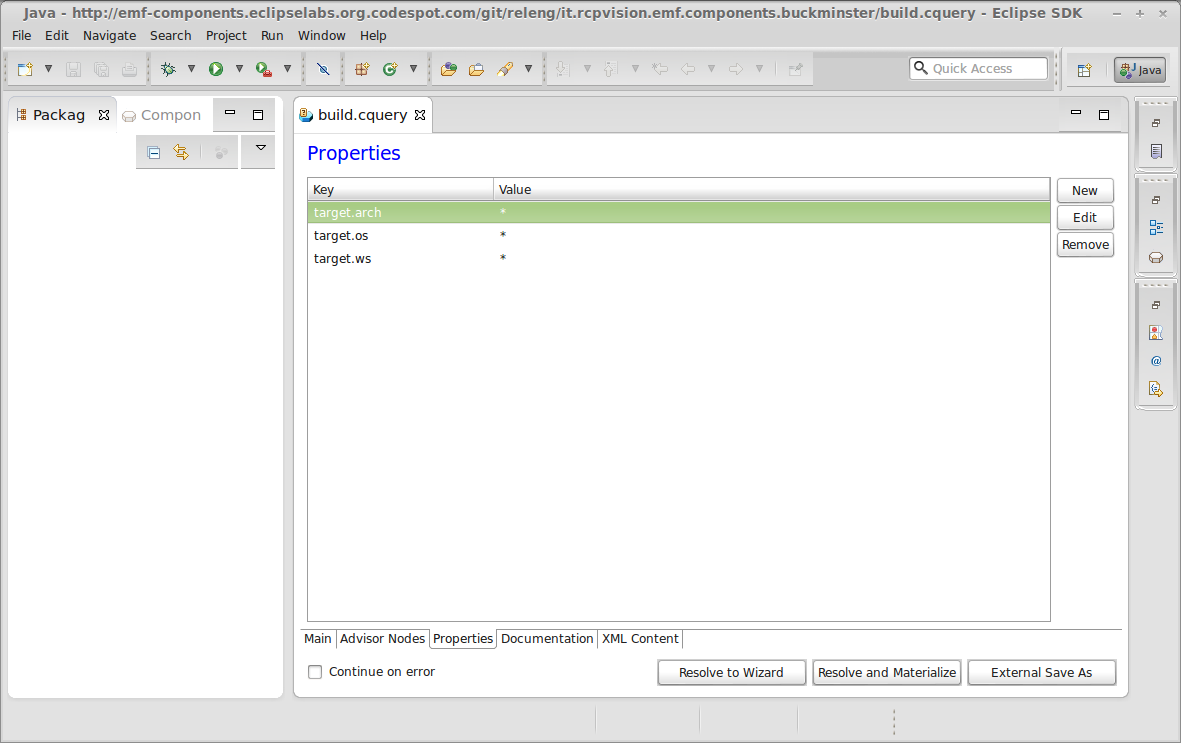 Java - http://emf-components.eclipselabs.org.codespot.com/git/releng/it.rcpvision.emf.components.buckminster/build.cquery - Eclipse SDK
File Edit Navigate Search Project Run Window Help
Quick Access
Java
Packag Compon
build.cquery
Properties
Key Value
New
target.arch *
Edit
target.os *
Remove
target.ws *
Main Advisor Nodes Properties Documentation XML Content
Continue on error Resolve to Wizard Resolve and Materialize External Save As